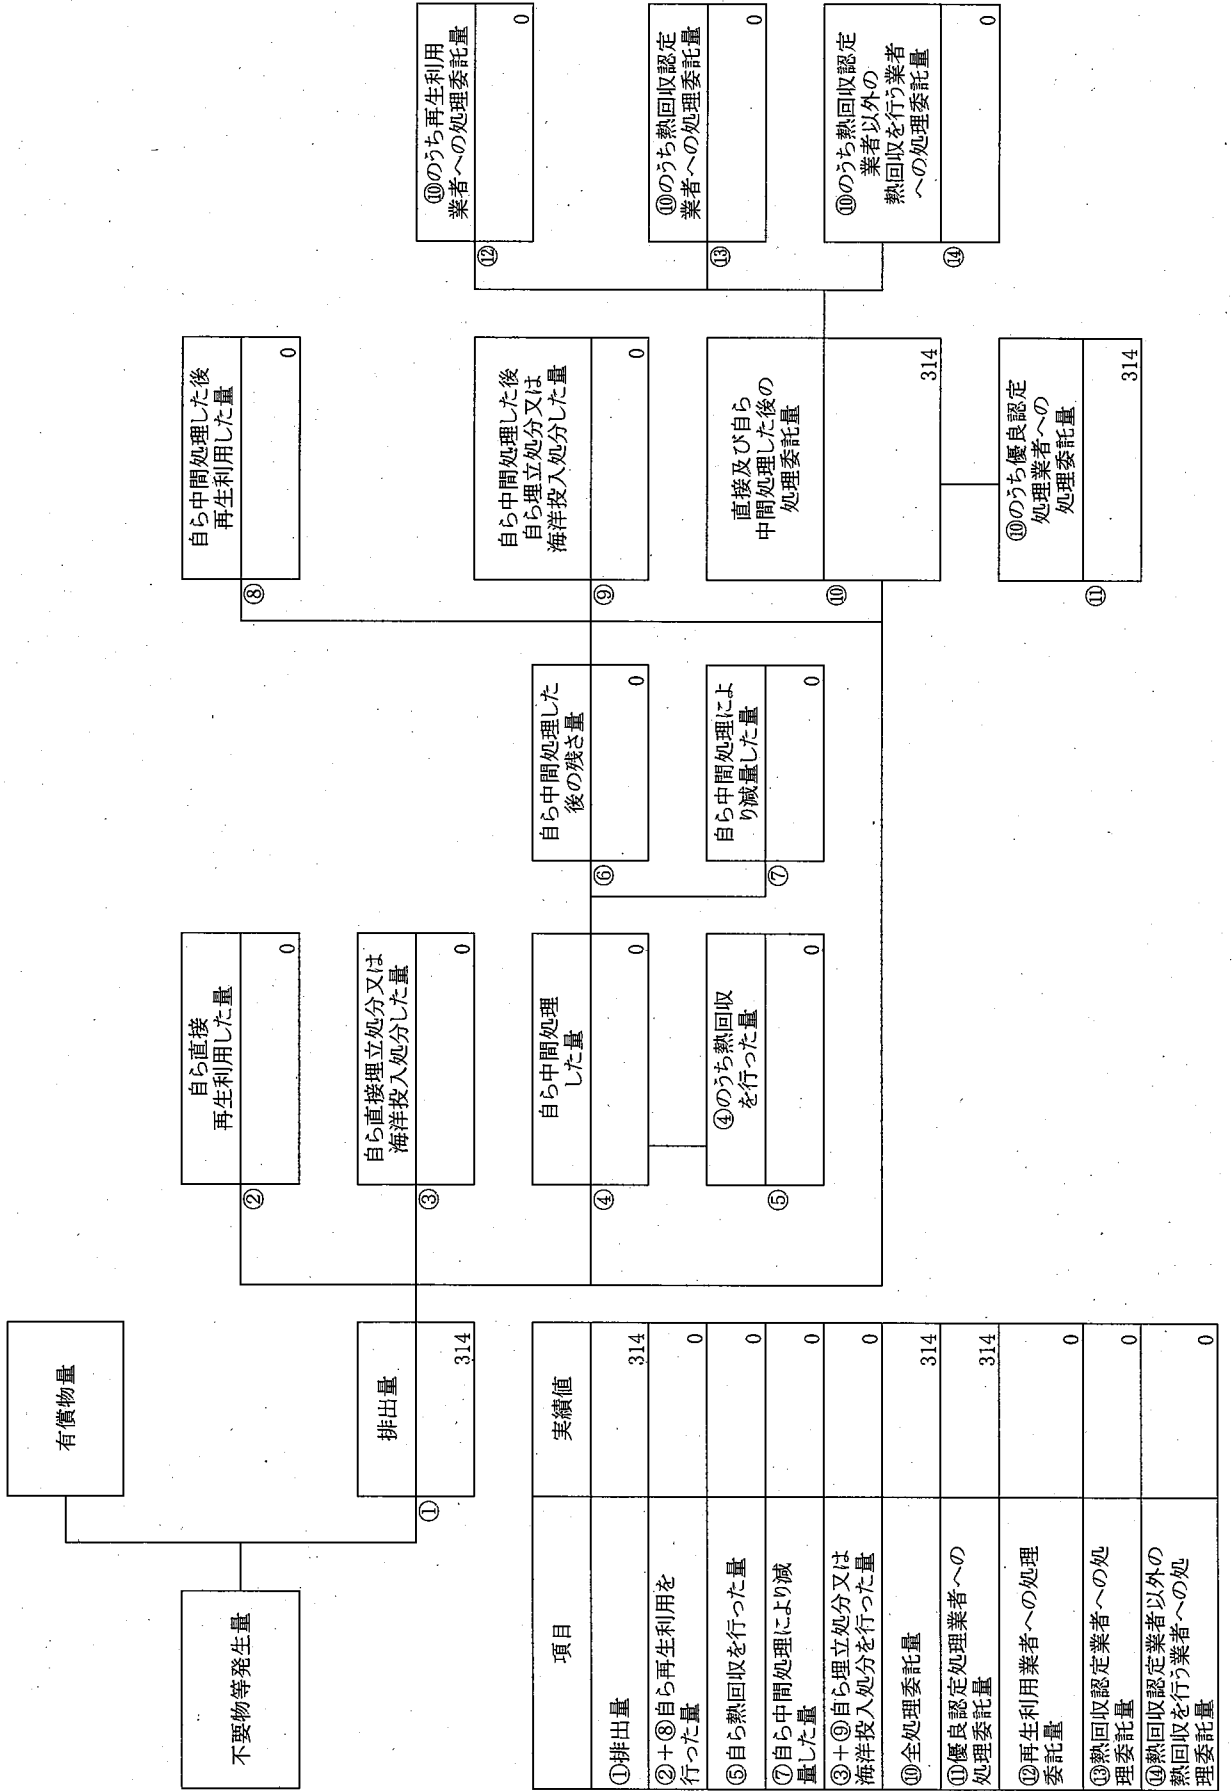 有償物量
不要物等発生量
排出量
①
314
自ら直接
再生利用した量
②
0
自ら直接埋立処分又は
海洋投入処分した量
③
0
自ら中間処理
した量
④
0
④のうち熱回収
を行った量
⑤
0
自ら中間処理した
後の残さ量
⑥
0
自ら中間処理によ
り減量した量
⑦
0
自ら中間処理した後
再生利用した量
⑧
0
自ら中間処理した後
自ら埋立処分又は
海洋投入処分した量
⑨
0
直接及び自ら
中間処理した後の
処理委託量
⑩
314
⑩のうち優良認定
処理業者への
処理委託量
⑪
314
⑩のうち再生利用
業者への処理委託量
⑫
0
⑩のうち熱回収認定
業者への処理委託量
⑬
0
⑩のうち熱回収認定
業者以外の
熱回収を行う業者
への処理委託量
⑭
0
項目 実績値
①排出量 314
②+⑧自ら再生利用を
行った量 0
⑤自ら熱回収を行った量 0
⑦自ら中間処理により減
量した量 0
③+⑨自ら埋立処分又は
海洋投入処分を行った量 0
⑩全処理委託量 314
⑪優良認定処理業者への
処理委託量 314
⑫再生利用業者への処理
委託量 0
⑬熱回収認定業者への処
理委託量 0
⑭熱回収認定業者以外の
熱回収を行う業者への処
理委託量 0